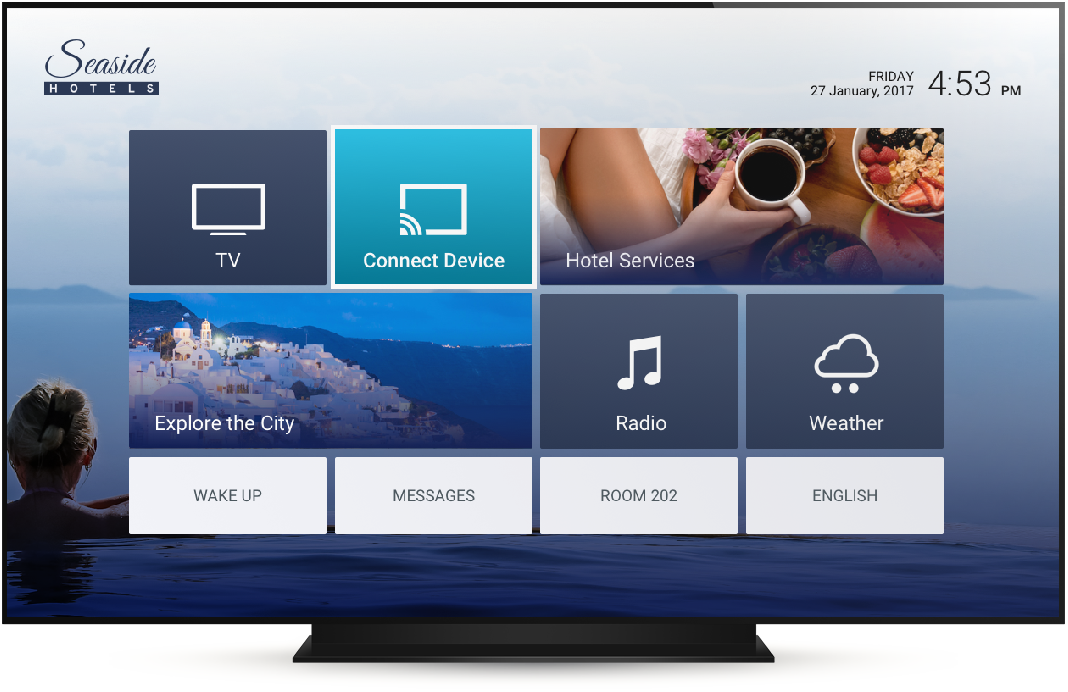 Seaside
HOTELS
FRIDAY
27 January, 2017
4:53 PM
TV
Connect Device
Hotel Services
Explore the City
Radio
Weather
WAKE UP
MESSAGES
ROOM 202
ENGLISH